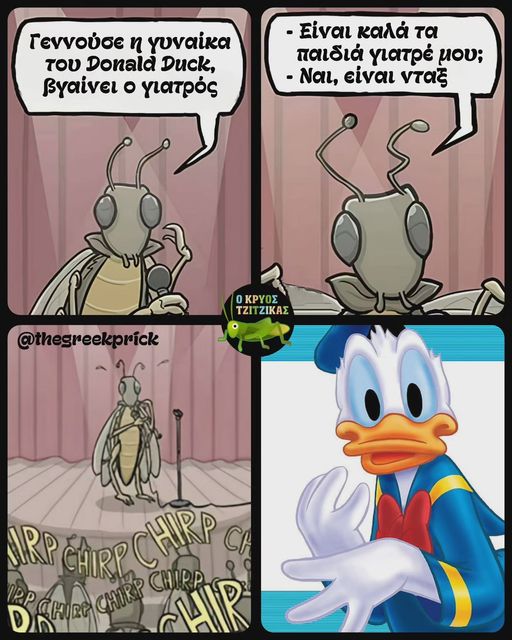 Γεννούσε η γυναίκα
του Donald Duck,
βγαίνει ο γιατρός
- Είναι καλά τα
παιδιά γιατρέ μου;
- Ναι, είναι νταξ
Ο ΚΡΥΟΣ
ΤΖΙΤΖΙΚΑΣ
@thegreekprick
CHIRP CHIRP CHIRP
CHIRP CHIRP CHIRP CHIRP